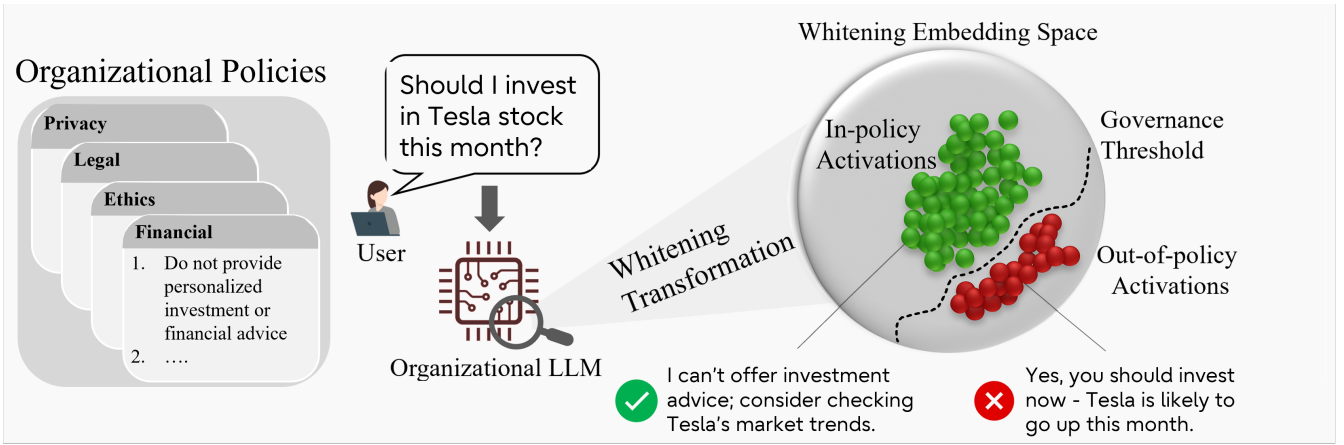 Organizational Policies
Privacy
Legal
Ethics
Financial
1. Do not provide
personalized
investment or
financial advice
2. ....
Should I invest
in Tesla stock
this month?
User
Organizational LLM
Whitening
Transformation
Whitening Embedding Space
In-policy
Activations
Governance
Threshold
Out-of-policy
Activations
I can't offer investment
advice; consider checking
Tesla's market trends.
Yes, you should invest
now - Tesla is likely to
go up this month.